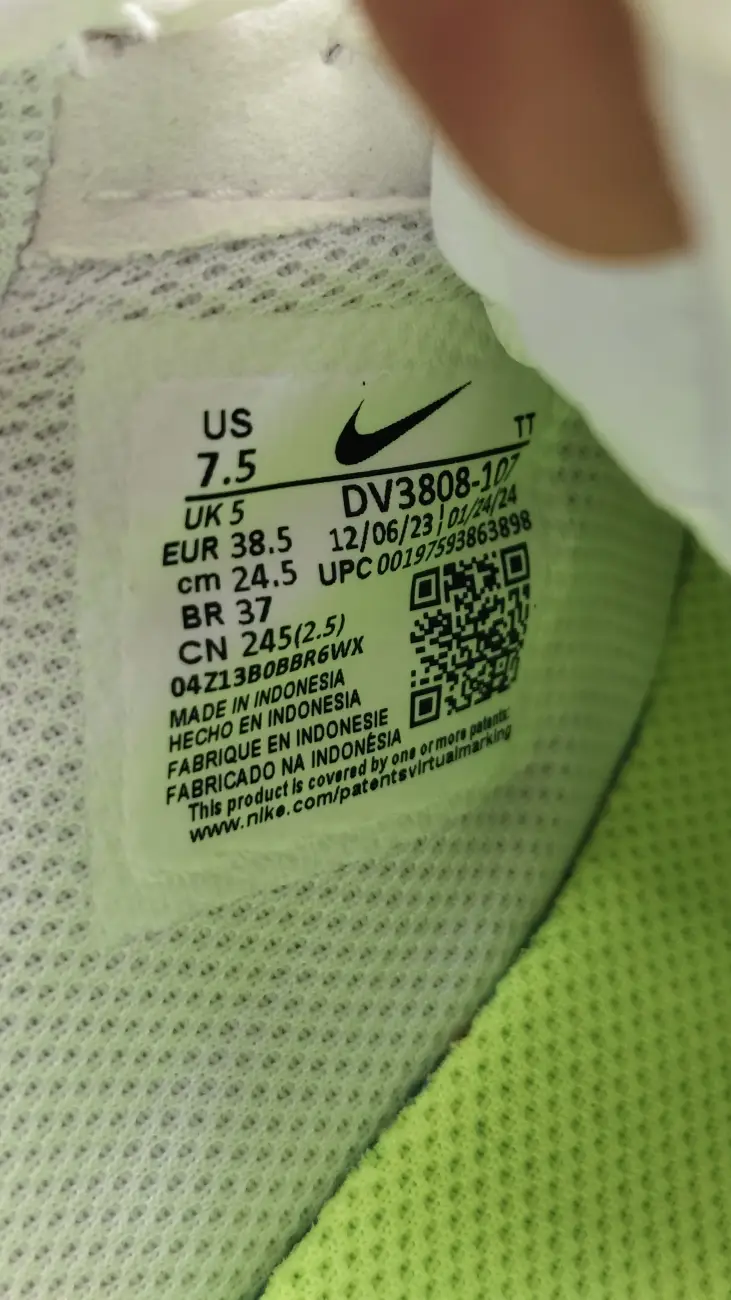 US
7.5
TT
UK 5
DV3808-107
EUR 38.5
12/06/23 | 01/24/24
cm 24.5
UPC 00197593863898
BR 37
CN 245(2.5)
04Z13B0BBR6WX
MADE IN INDONESIA
HECHO EN INDONESIA
FABRIQUE EN INDONESIE
FABRICADO NA INDONÉSIA
This product is covered by one or more patents:
www.nike.com/patentsvirtualmarking